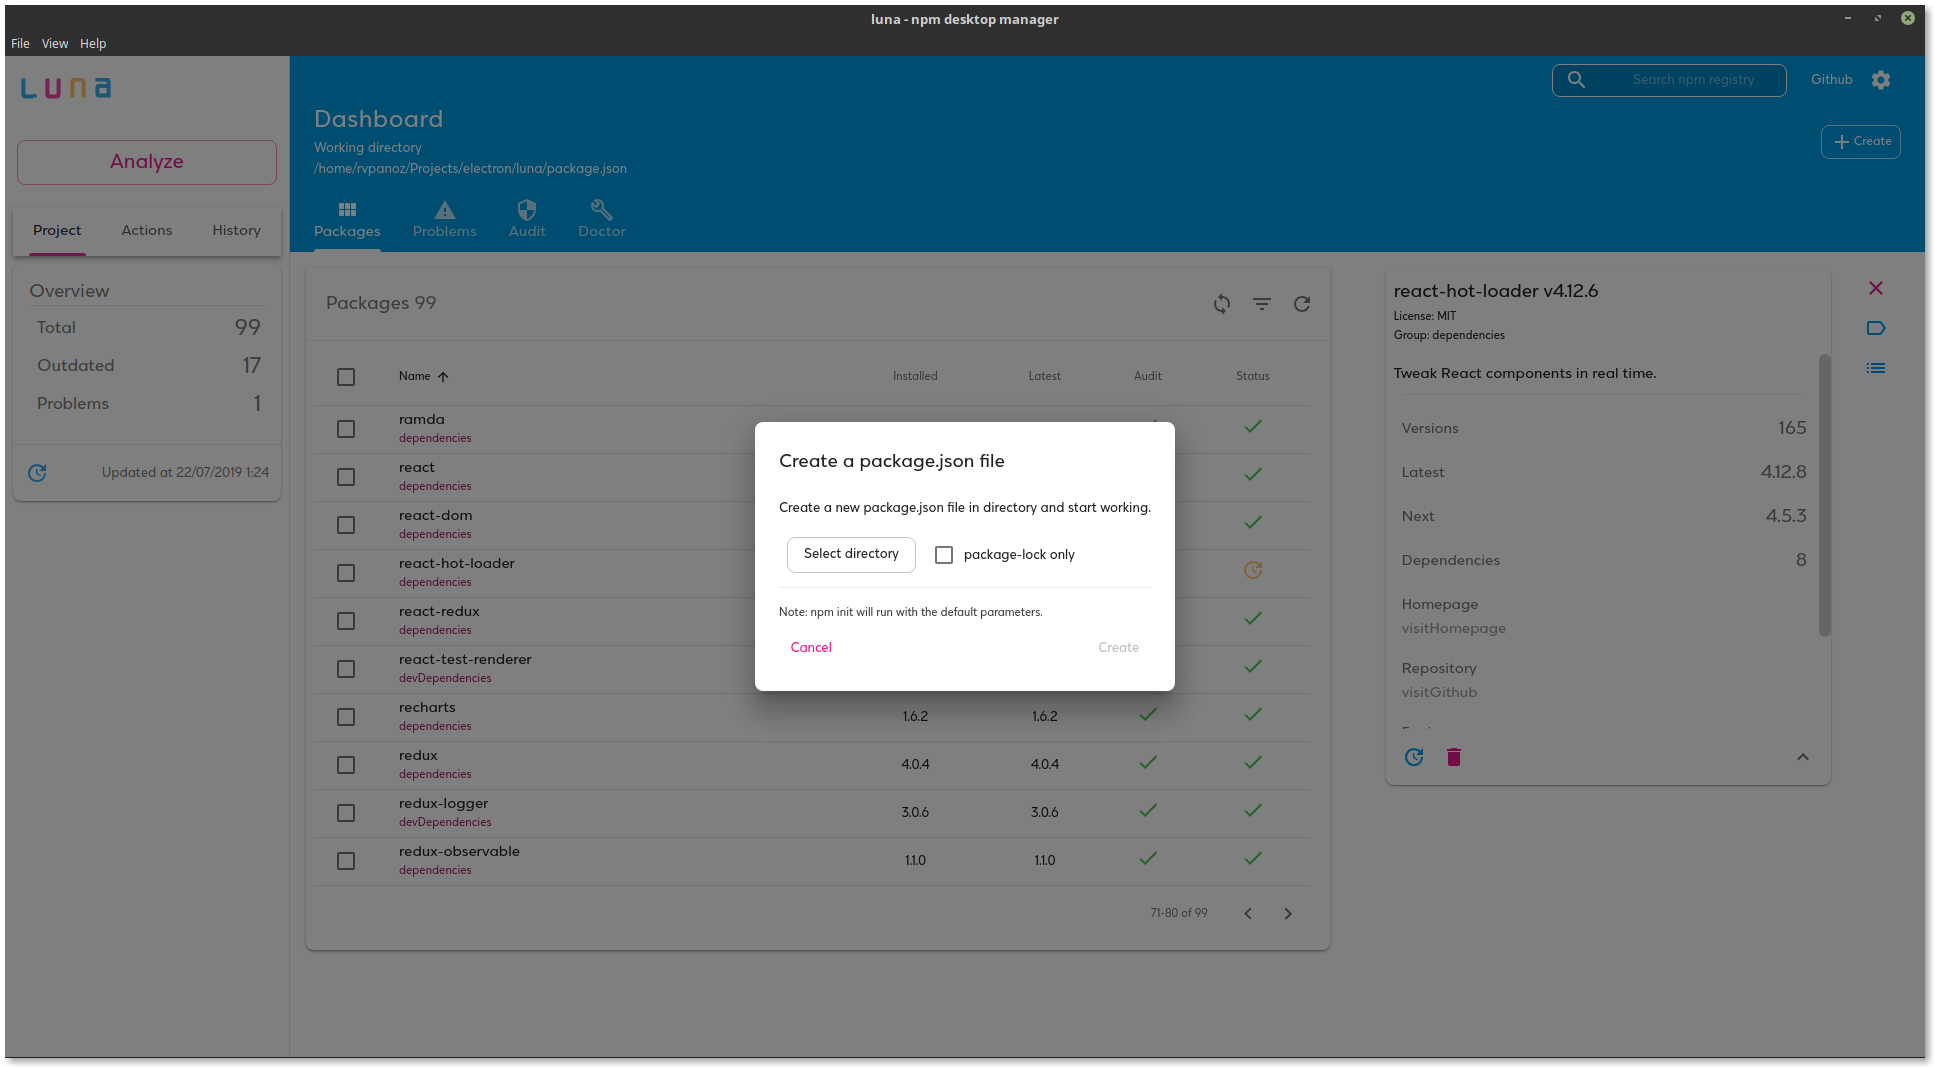 luna - npm desktop manager
File View Help
LUNA
Search npm registry
Github
Dashboard
Working directory
/home/rvpanoz/Projects/electron/luna/package.json
Create
Analyze
Packages Problems Audit Doctor
Project Actions History
Overview
Total 99
Outdated 17
Problems 1
Updated at 22/07/2019 1:24
Packages 99
Name Installed Latest Audit Status
ramda
dependencies
react
dependencies
react-dom
dependencies
react-hot-loader
dependencies
react-redux
dependencies
react-test-renderer
devDependencies
recharts
dependencies
1.6.2 1.6.2
redux
dependencies
4.0.4 4.0.4
redux-logger
devDependencies
3.0.6 3.0.6
redux-observable
dependencies
1.1.0 1.1.0
71-80 of 99
Create a package.json file
Create a new package.json file in directory and start working.
Select directory
package-lock only
Note: npm init will run with the default parameters.
Cancel Create
react-hot-loader v4.12.6
License: MIT
Group: dependencies
Tweak React components in real time.
Versions 165
Latest 4.12.8
Next 4.5.3
Dependencies 8
Homepage
visitHomepage
Repository
visitGithub